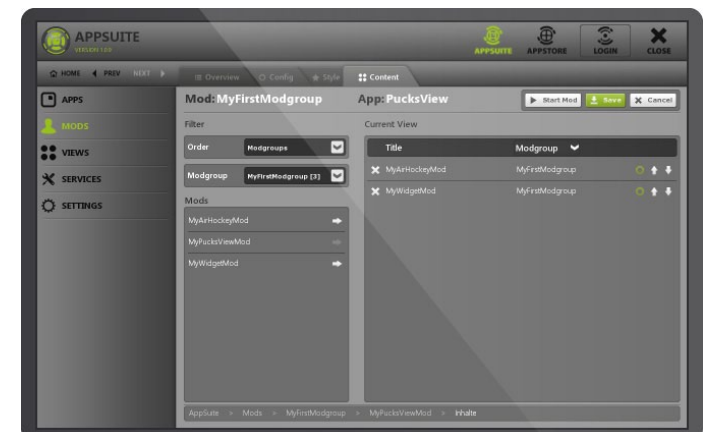 APPSUITE
VERSION 1.0.0
APPSUITE APPSTORE LOGIN CLOSE
HOME PREV NEXT
Overview Config Style Content
APPS
MODS
VIEWS
SERVICES
SETTINGS
Mod: MyFirstModgroup App: PucksView Start Mod Save Cancel
Filter Current View
Order Modgroups Title Modgroup
Modgroup MyFirstModgroup [3]
MyAirHockeyMod MyFirstModgroup
MyWidgetMod MyFirstModgroup
Mods
MyAirHockeyMod
MyPucksViewMod
MyWidgetMod
AppSuite > Mods > MyFirstModgroup > MyPucksViewMod > Inhalte